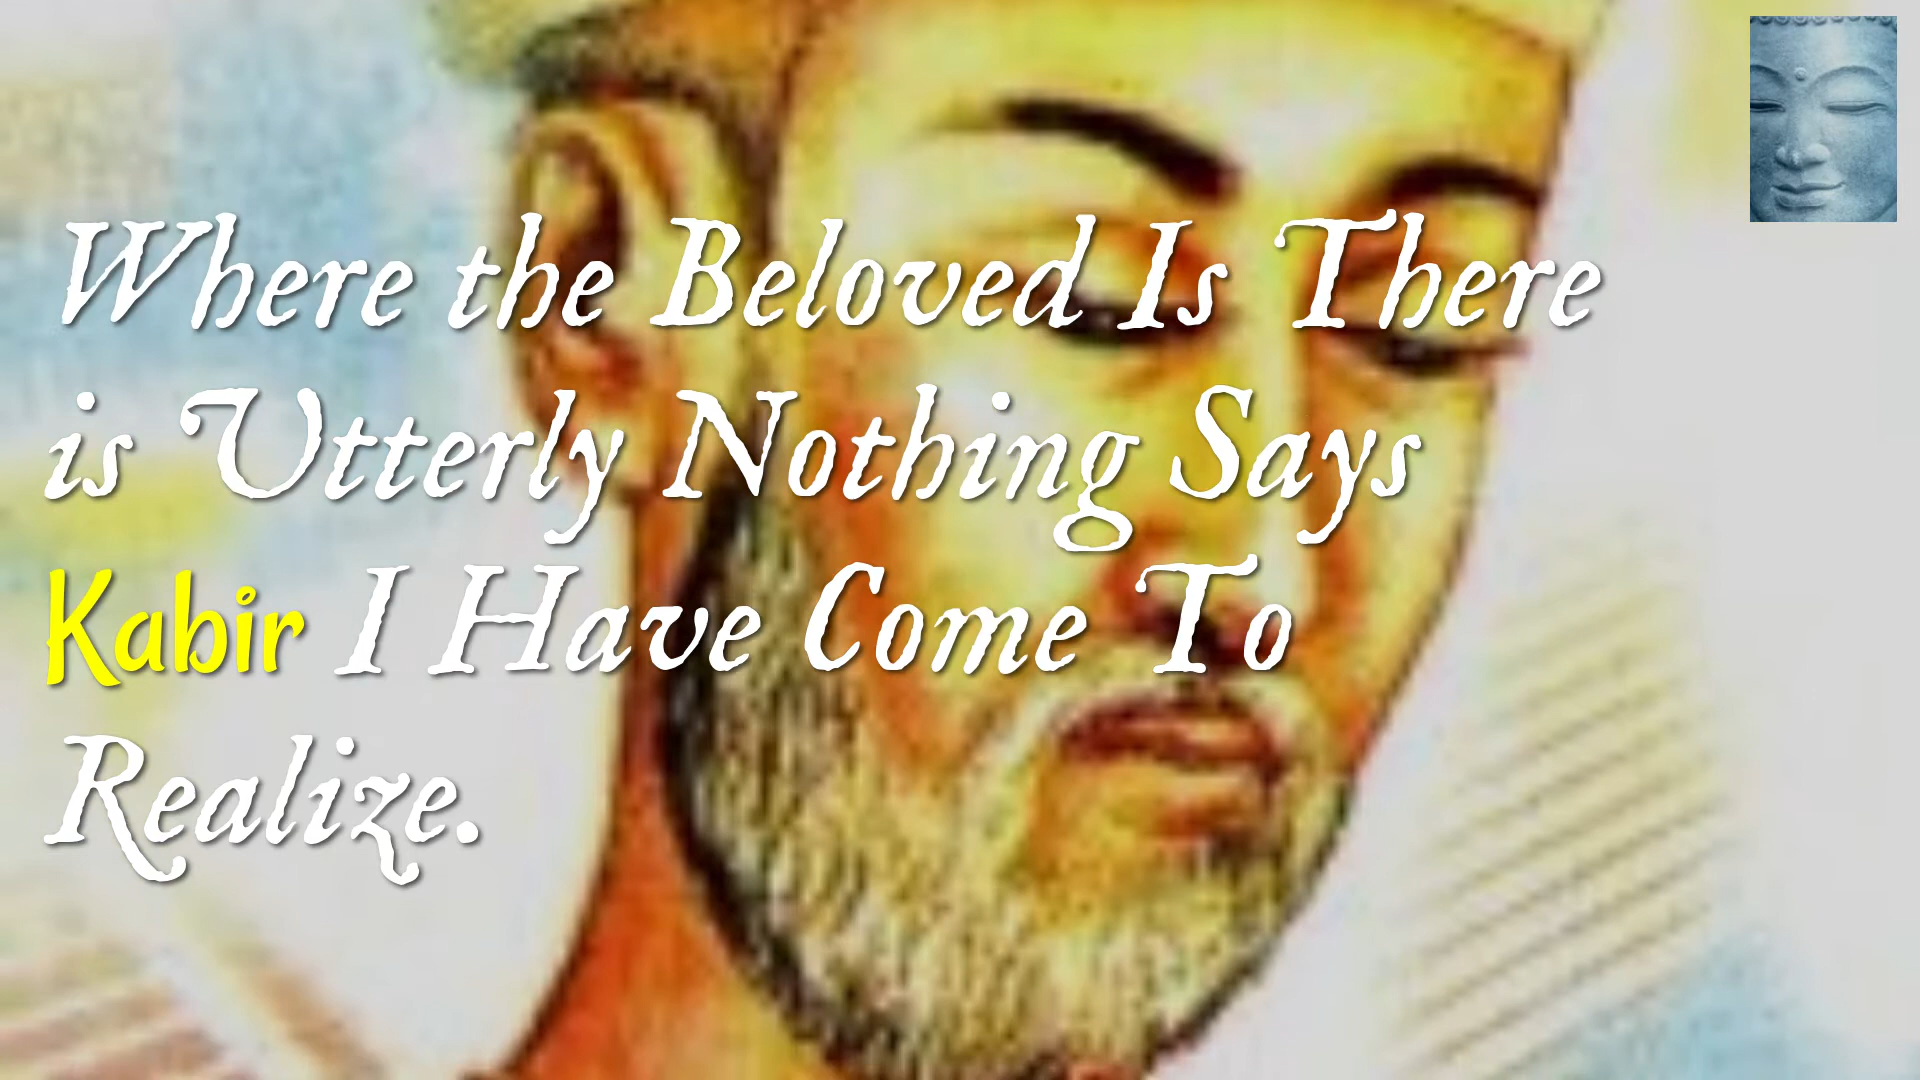 Where the Beloved Is There
is Utterly Nothing Says
Kabir I Have Come To
Realize.